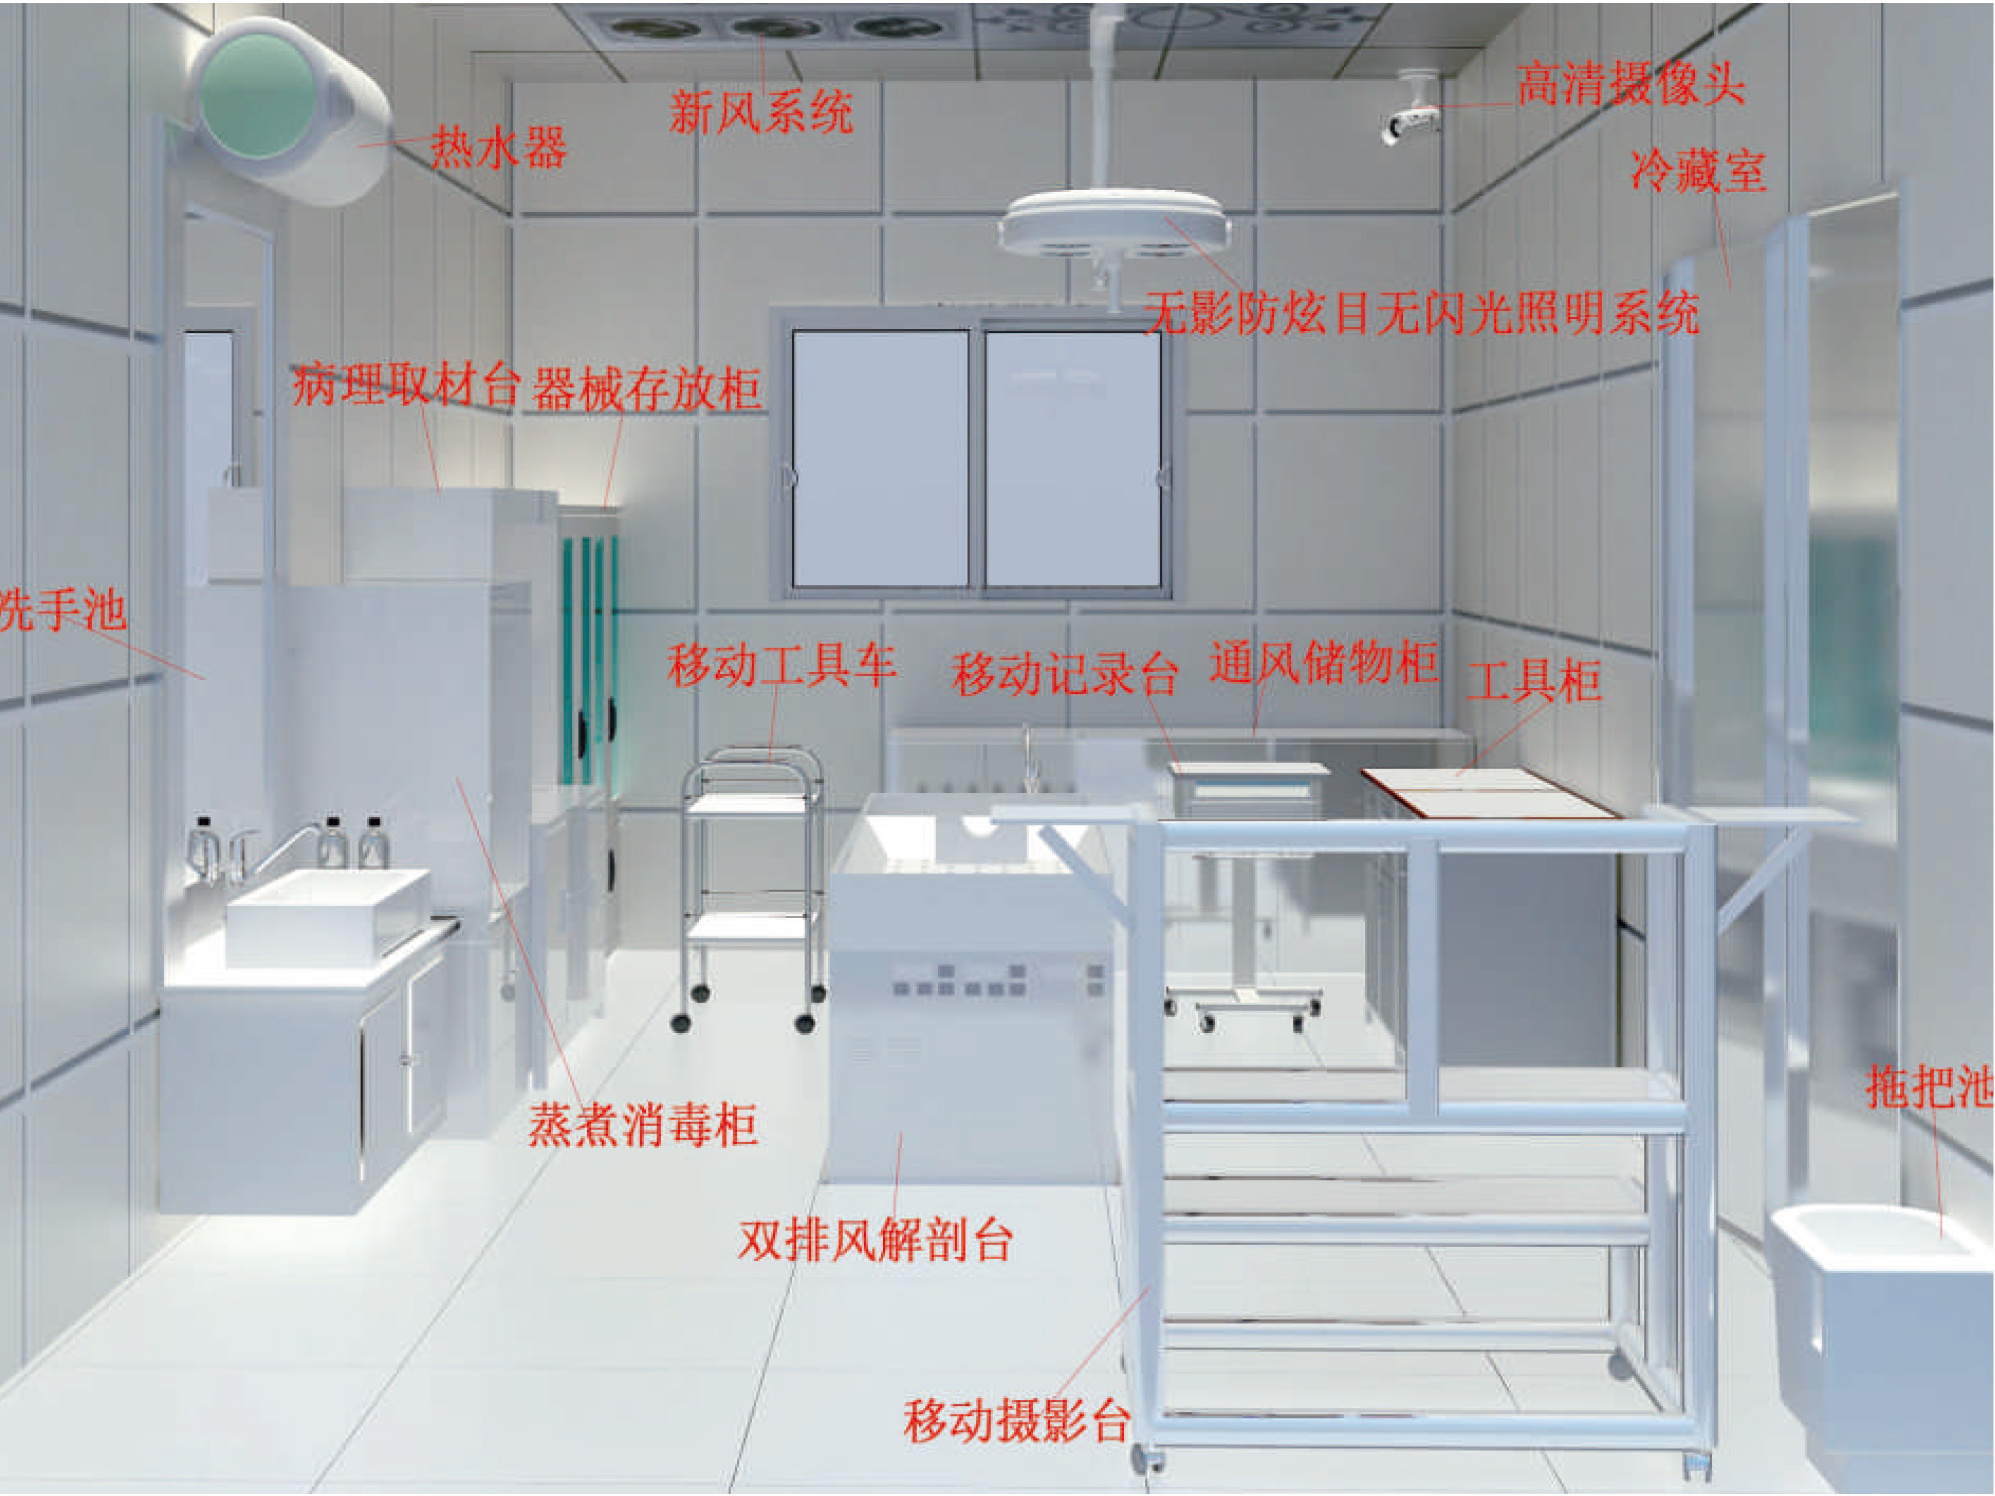 高清摄像头
新风系统
热水器
冷藏室
无影防炫目无闪光照明系统
病理取材台
器械存放柜
洗手池
移动工具车
移动记录台
通风储物柜
工具柜
拖把池
蒸煮消毒柜
双排风解剖台
移动摄影台